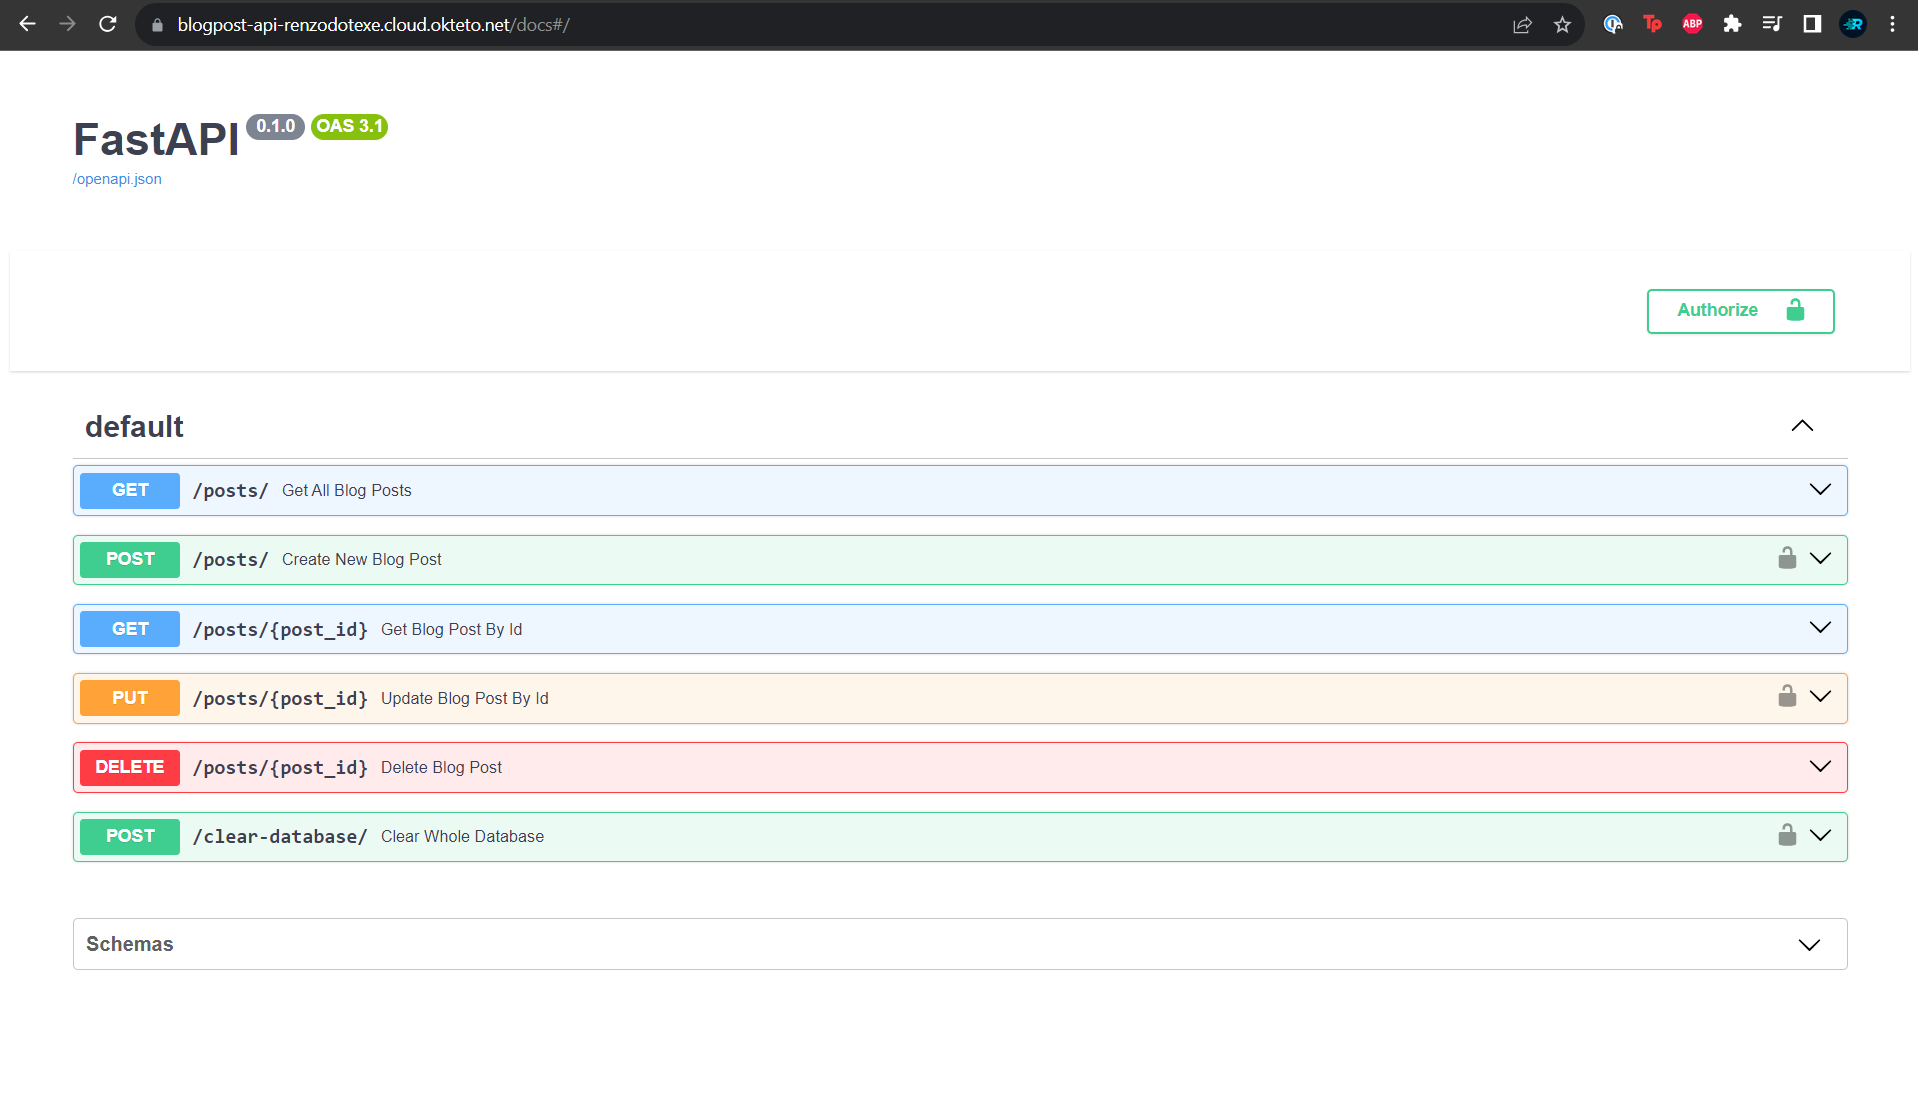 blogpost-api-renzodotexe.cloud.okteto.net/docs#/
Tp
ABP
R
FastAPI 0.1.0 OAS 3.1
/openapi.json
Authorize
default
GET /posts/ Get All Blog Posts
POST /posts/ Create New Blog Post
GET /posts/{post_id} Get Blog Post By Id
PUT /posts/{post_id} Update Blog Post By Id
DELETE /posts/{post_id} Delete Blog Post
POST /clear-database/ Clear Whole Database
Schemas